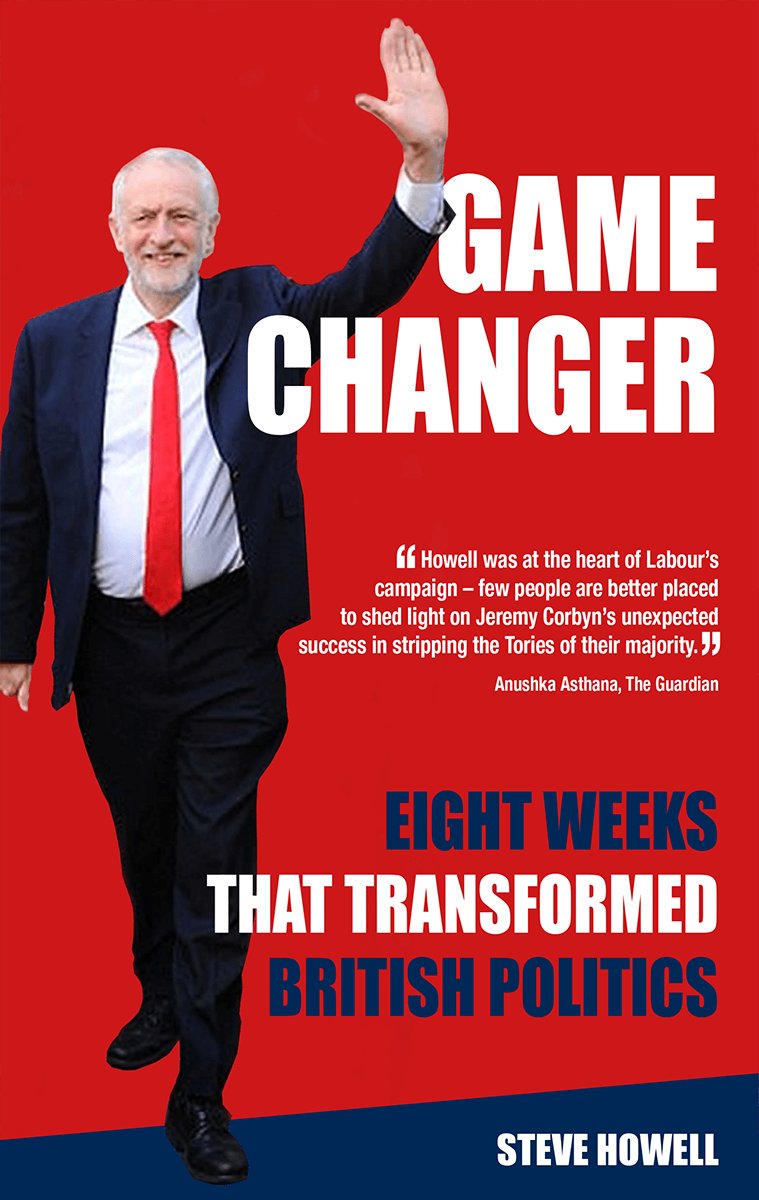 GAME
CHANGER
“Howell was at the heart of Labour’s
campaign – few people are better placed
to shed light on Jeremy Corbyn’s unexpected
success in stripping the Tories of their majority.”
Anushka Asthana, The Guardian
EIGHT WEEKS
THAT TRANSFORMED
BRITISH POLITICS
STEVE HOWELL